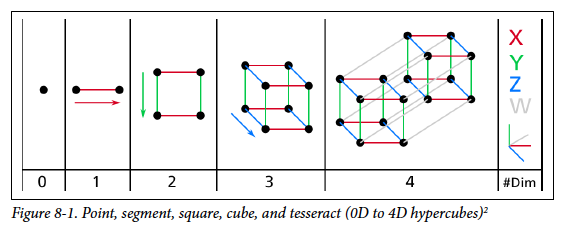 X
Y
Z
W
0 1 2 3 4 #Dim
Figure 8-1. Point, segment, square, cube, and tesseract (0D to 4D hypercubes)²